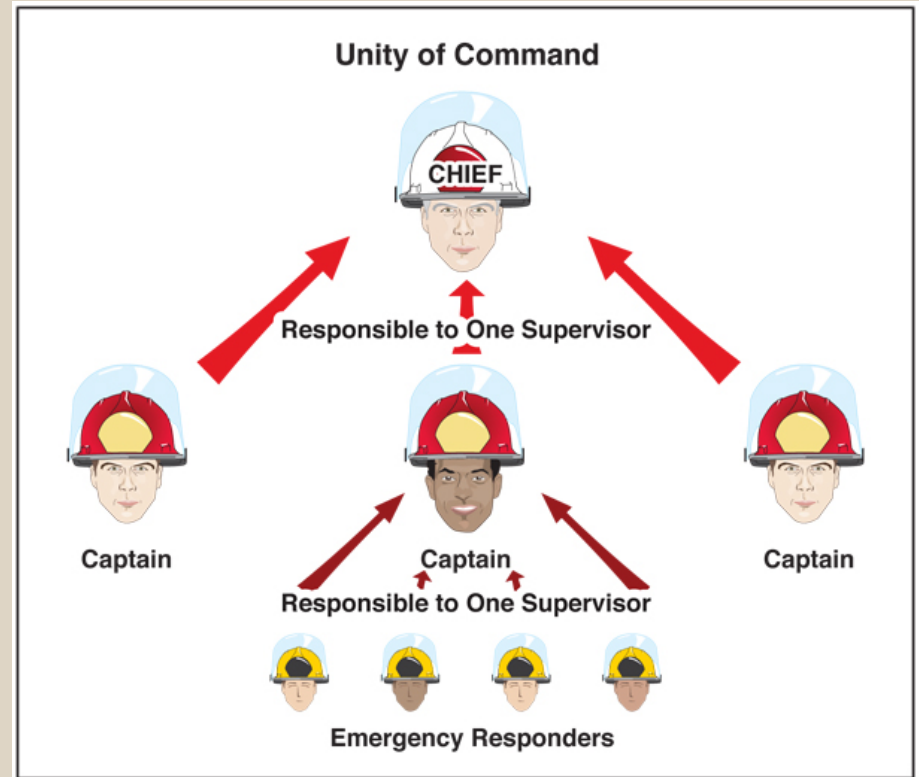 Unity of Command
CHIEF
Responsible to One Supervisor
Captain
Captain
Captain
Responsible to One Supervisor
Emergency Responders